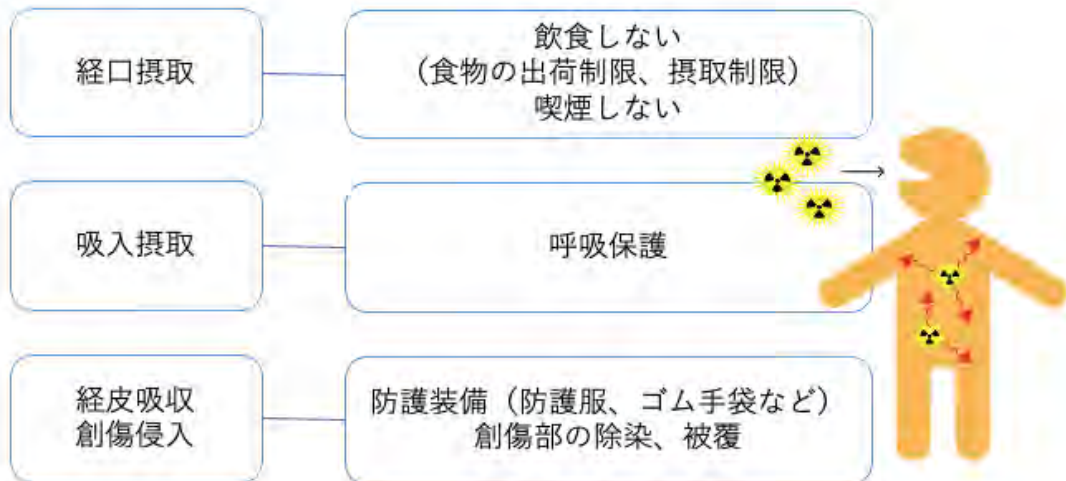 経口摂取
飲食しない
（食物の出荷制限、摂取制限）
喫煙しない
吸入摂取
呼吸保護
経皮吸収
創傷侵入
防護装備（防護服、ゴム手袋など）
創傷部の除染、被覆